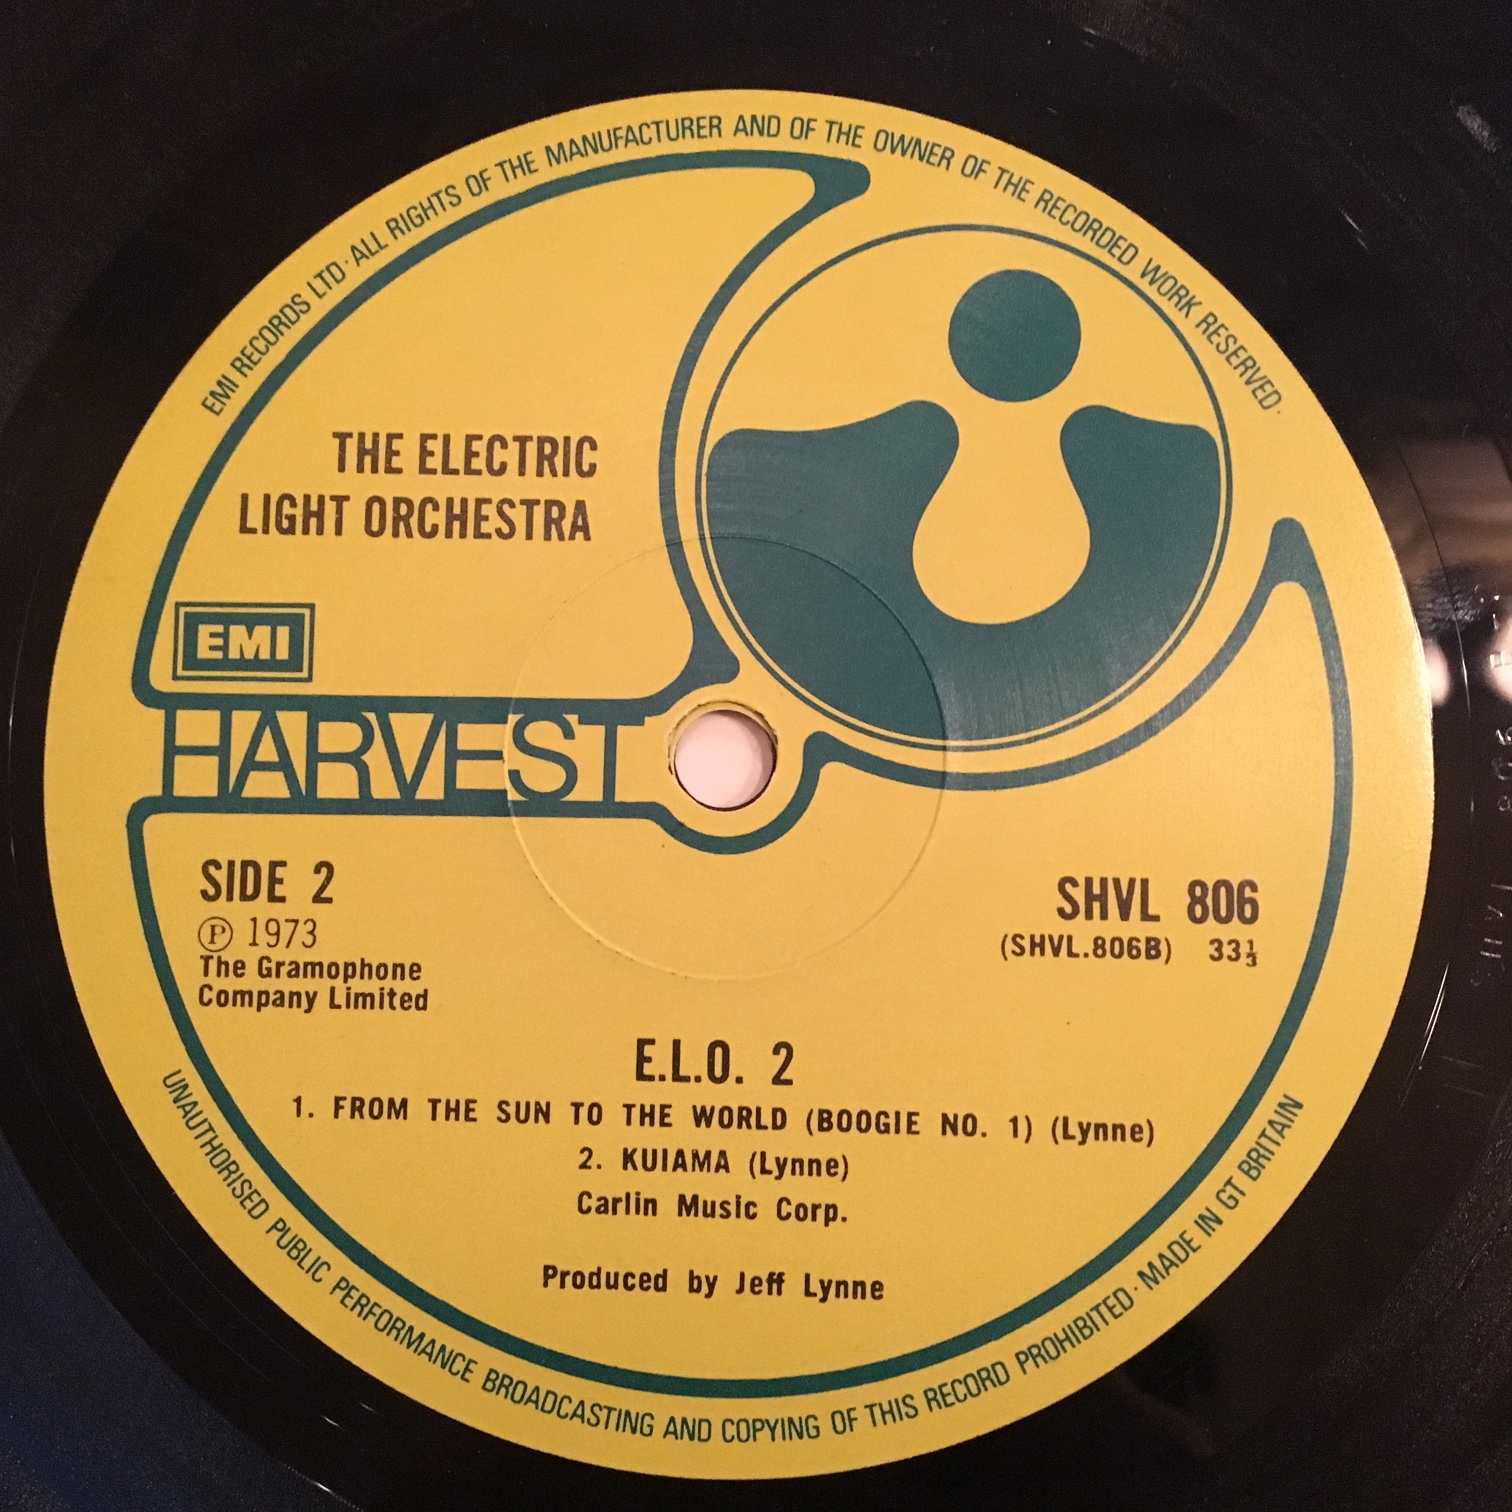 EMI RECORDS LTD · ALL RIGHTS OF THE MANUFACTURER AND OF THE OWNER OF THE RECORDED WORK RESERVED ·
THE ELECTRIC
LIGHT ORCHESTRA
EMI
HARVEST
SIDE 2
Ⓟ 1973
The Gramophone
Company Limited
SHVL 806
(SHVL.806B) 33⅓
E.L.O. 2
1. FROM THE SUN TO THE WORLD (BOOGIE NO. 1) (Lynne)
2. KUIAMA (Lynne)
Carlin Music Corp.
Produced by Jeff Lynne
UNAUTHORISED PUBLIC PERFORMANCE BROADCASTING AND COPYING OF THIS RECORD PROHIBITED · MADE IN GT BRITAIN